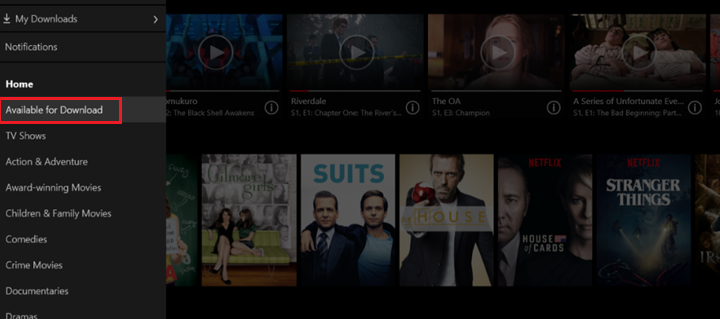 My Downloads
Notifications
Home
Available for Download
TV Shows
Action & Adventure
Award-winning Movies
Children & Family Movies
Comedies
Crime Movies
Documentaries
Dramas
mukuro
2: The Black Shell Awakens
Riverdale
S1, E1: Chapter One: The River's...
The OA
S1, E3: Champion
A Series of Unfortunate Eve...
S1, E1: The Bad Beginning: Part...
Gilmore girls
SUITS
HOUSE
NETFLIX
HOUSE of CARDS
NETFLIX
STRANGER
THINGS